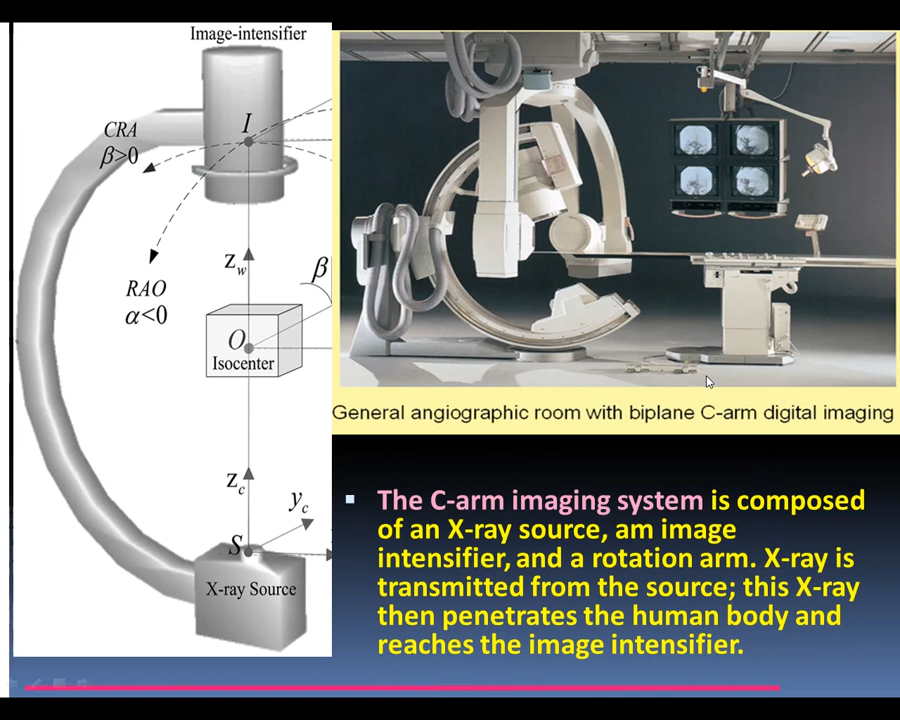 Image-intensifier
I
CRA
β>0
z_w
RAO
α<0
β
O
Isocenter
z_c
y_c
S
X-ray Source
General angiographic room with biplane C-arm digital imaging
▪ The C-arm imaging system is composed
of an X-ray source, am image
intensifier, and a rotation arm. X-ray is
transmitted from the source; this X-ray
then penetrates the human body and
reaches the image intensifier.